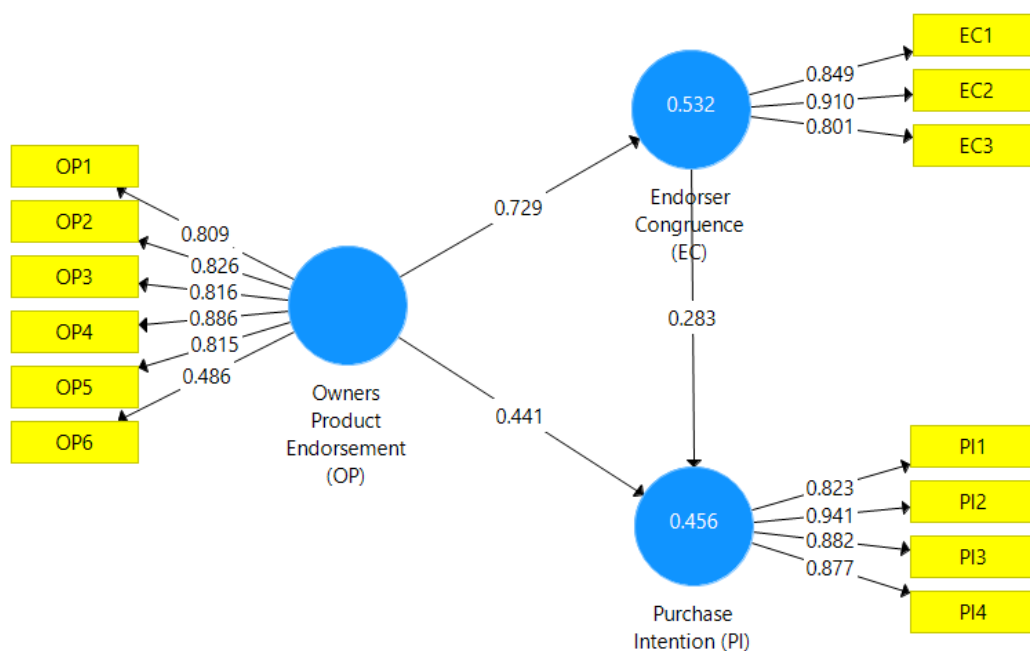 EC1
0.849
0.532
0.910
EC2
0.801
EC3
OP1
Endorser
Congruence
(EC)
0.729
OP2
0.809
0.826
OP3
0.816
OP4
0.886
0.815
OP5
0.486
OP6
0.283
Owners
Product
Endorsement
(OP)
0.441
PI1
0.823
PI2
0.941
0.456
0.882
PI3
0.877
PI4
Purchase
Intention (PI)